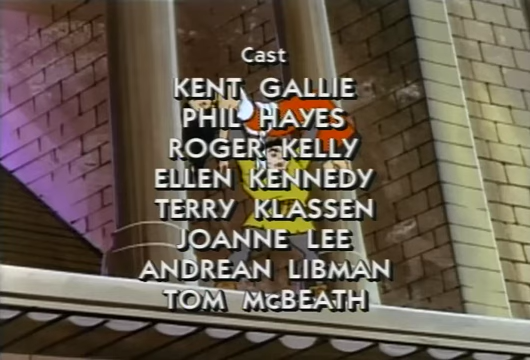 Cast
KENT GALLIE
PHIL HAYES
ROGER KELLY
ELLEN KENNEDY
TERRY KLASSEN
JOANNE LEE
ANDREAN LIBMAN
TOM McBEATH